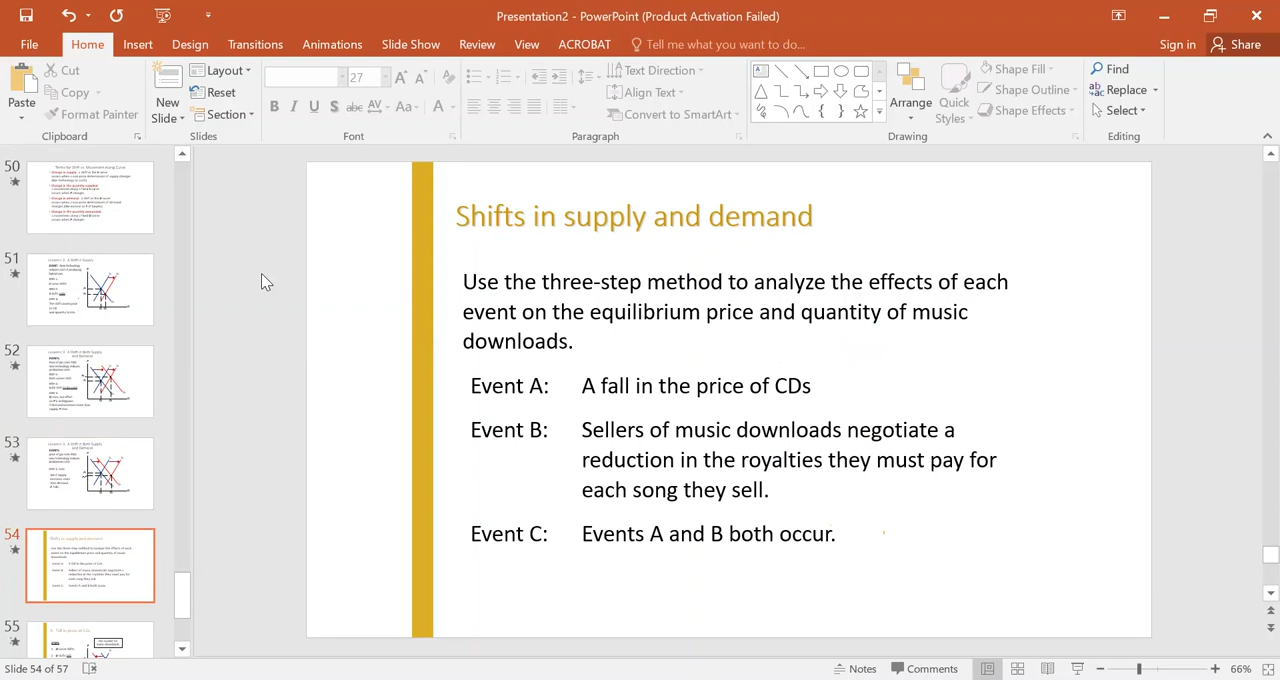 Presentation2 - PowerPoint (Product Activation Failed)
File Home Insert Design Transitions Animations Slide Show Review View ACROBAT Tell me what you want to do... Sign in Share
Paste
Cut
Copy
Format Painter
Clipboard
New Slide
Layout
Reset
Section
Slides
27
Font
Paragraph
Text Direction
Align Text
Convert to SmartArt
Arrange
Quick Styles
Shape Fill
Shape Outline
Shape Effects
Drawing
Find
Replace
Select
Editing
50
51
52
53
54
55
Shifts in supply and demand
Use the three-step method to analyze the effects of each
event on the equilibrium price and quantity of music
downloads.
Event A: A fall in the price of CDs
Event B: Sellers of music downloads negotiate a
reduction in the royalties they must pay for
each song they sell.
Event C: Events A and B both occur.
Slide 54 of 57
Notes
Comments
66%